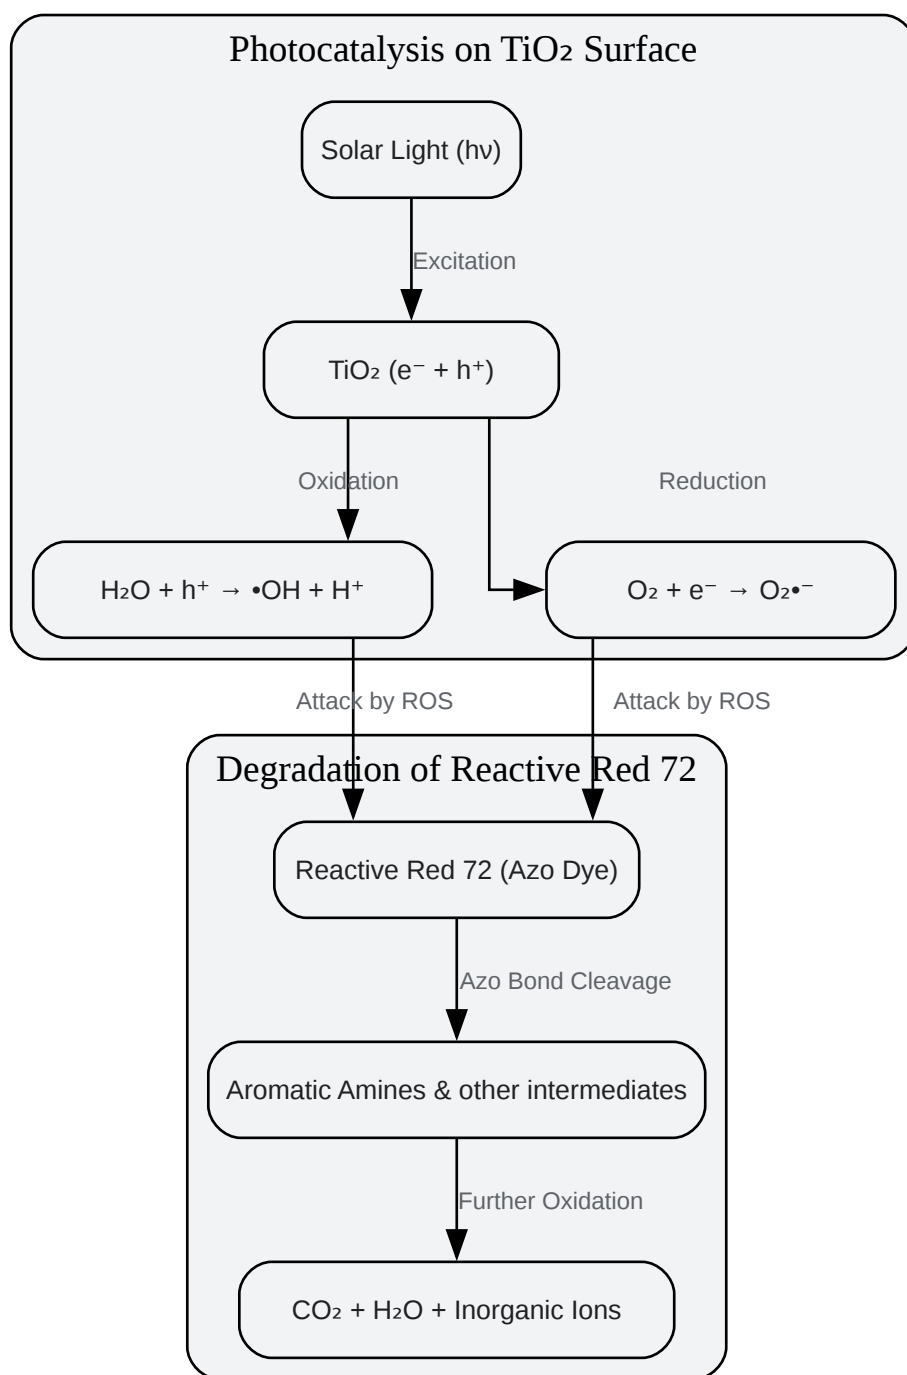 Photocatalysis on TiO₂ Surface
Solar Light (hν)
Excitation
TiO₂ (e⁻ + h⁺)
Oxidation
Reduction
H₂O + h⁺ → •OH + H⁺
O₂ + e⁻ → O₂•⁻
Attack by ROS
Attack by ROS
Degradation of Reactive Red 72
Reactive Red 72 (Azo Dye)
Azo Bond Cleavage
Aromatic Amines & other intermediates
Further Oxidation
CO₂ + H₂O + Inorganic Ions